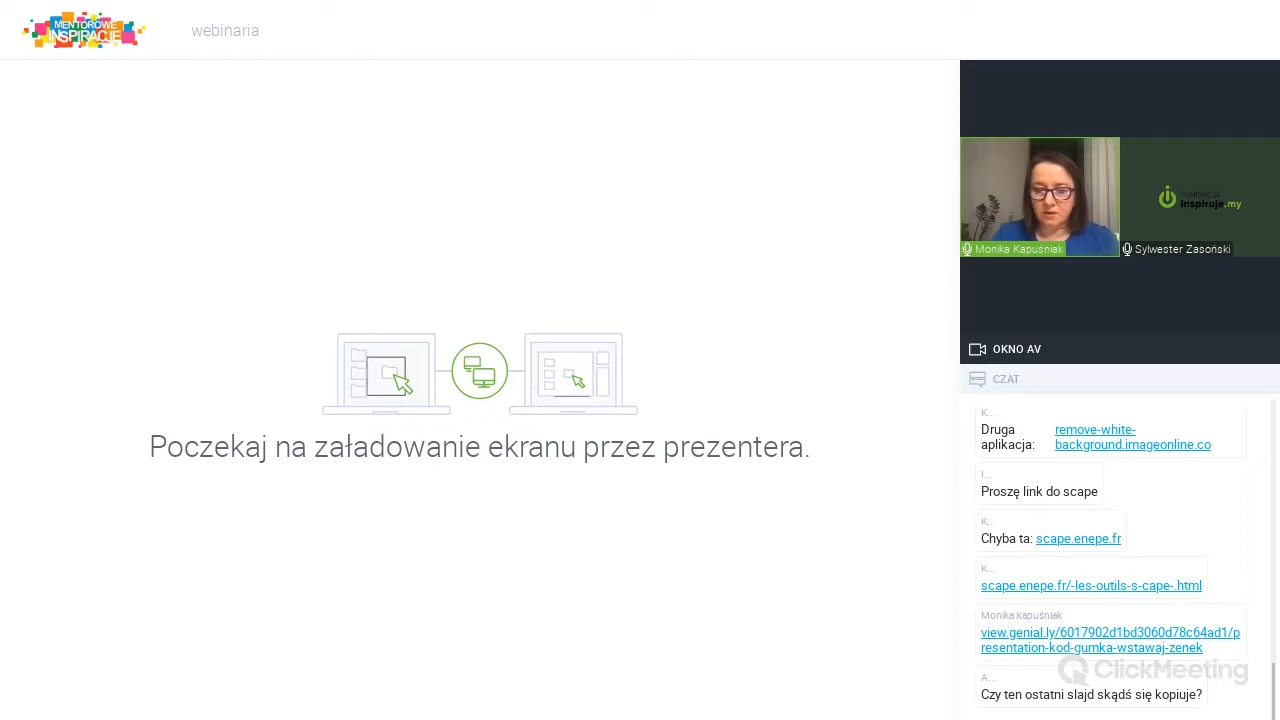 MENTOROWE
INSPIRACJE
webinaria
FUNDACJA
inspiruje.my
Monika Kapuśniak
Sylwester Zasoński
OKNO AV
CZAT
K...
Druga aplikacja: remove-white-
background.imageonline.co
I...
Proszę link do scape
K...
Chyba ta: scape.enepe.fr
K...
scape.enepe.fr/-les-outils-s-cape-.html
Monika Kapuśniak
view.genial.ly/6017902d1bd3060d78c64ad1/p
resentation-kod-gumka-wstawaj-zenek
A...
Czy ten ostatni slajd skądś się kopiuje?
ClickMeeting
Poczekaj na załadowanie ekranu przez prezentera.